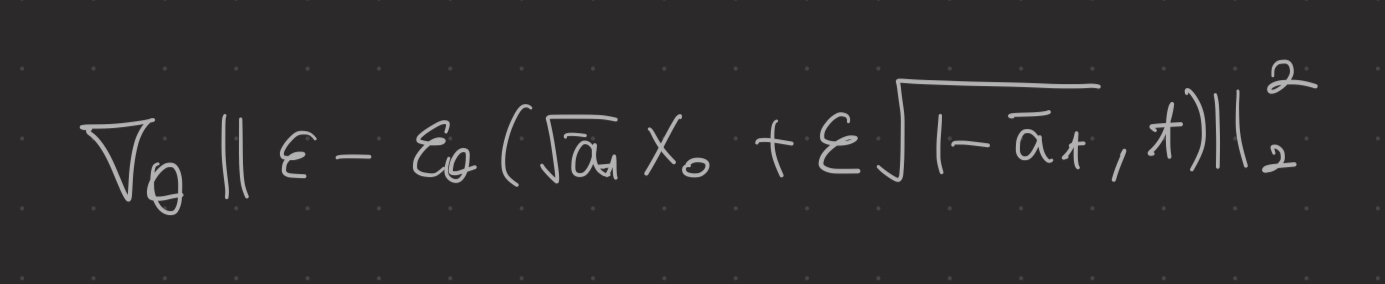 ∇_θ ‖ε − ε_θ(√ā_t x_0 + ε√(1 − ā_t), t)‖_2^2